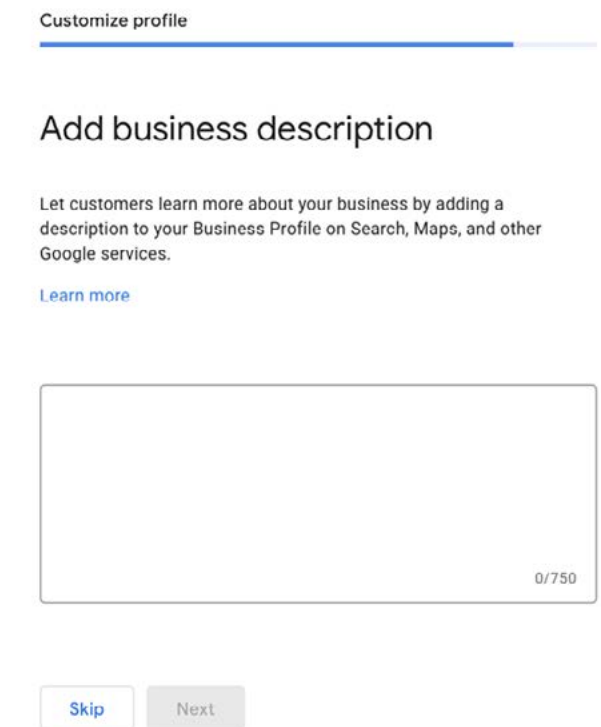 Customize profile
Add business description
Let customers learn more about your business by adding a
description to your Business Profile on Search, Maps, and other
Google services.
Learn more
0/750
Skip Next